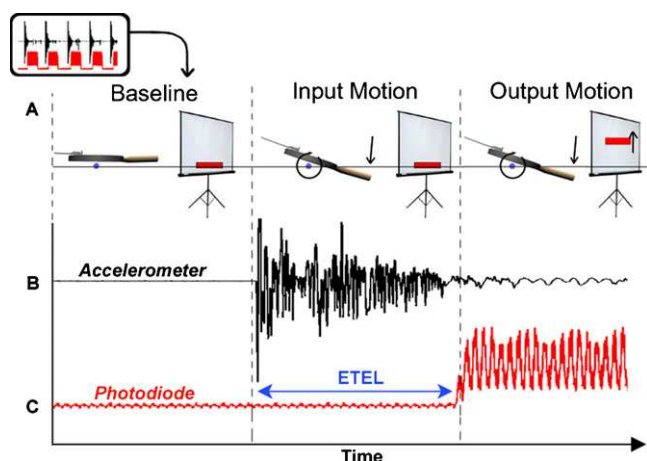 Baseline
Input Motion
Output Motion
A
B
Accelerometer
ETEL
Photodiode
C
Time